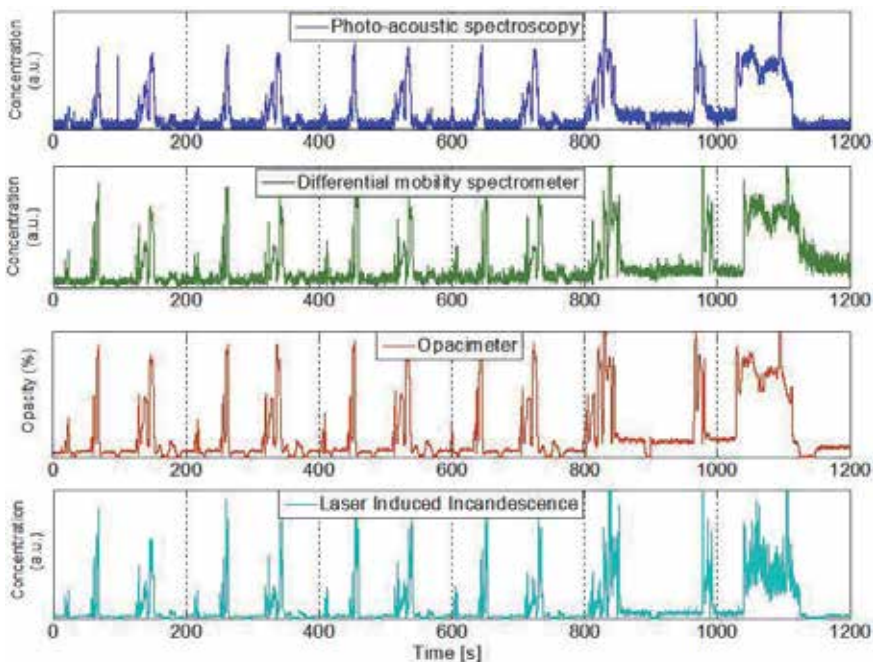 Photo-acoustic spectroscopy
Concentration
(a.u.)
0 200 400 600 800 1000 1200
Differential mobility spectrometer
Concentration
(a.u.)
0 200 400 600 800 1000 1200
Opacimeter
Opacity (%)
0 200 400 600 800 1000 1200
Laser Induced Incandescence
Concentration
(a.u.)
0 200 400 600 800 1000 1200
Time [s]